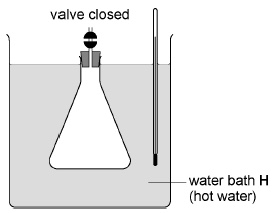 valve closed
water bath H
(hot water)